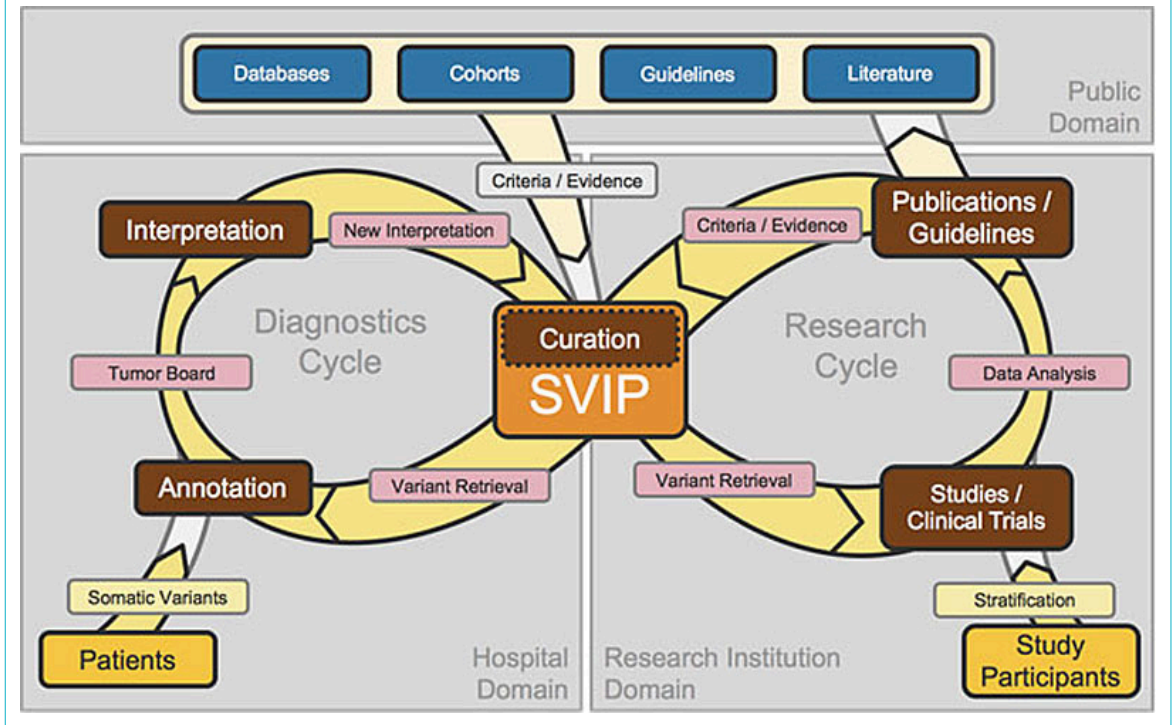 Databases
Cohorts
Guidelines
Literature
Public
Domain
Criteria / Evidence
Interpretation
New Interpretation
Criteria / Evidence
Publications /
Guidelines
Diagnostics
Cycle
Research
Cycle
Curation
SVIP
Tumor Board
Data Analysis
Annotation
Variant Retrieval
Variant Retrieval
Studies /
Clinical Trials
Somatic Variants
Stratification
Patients
Hospital
Domain
Research Institution
Domain
Study
Participants